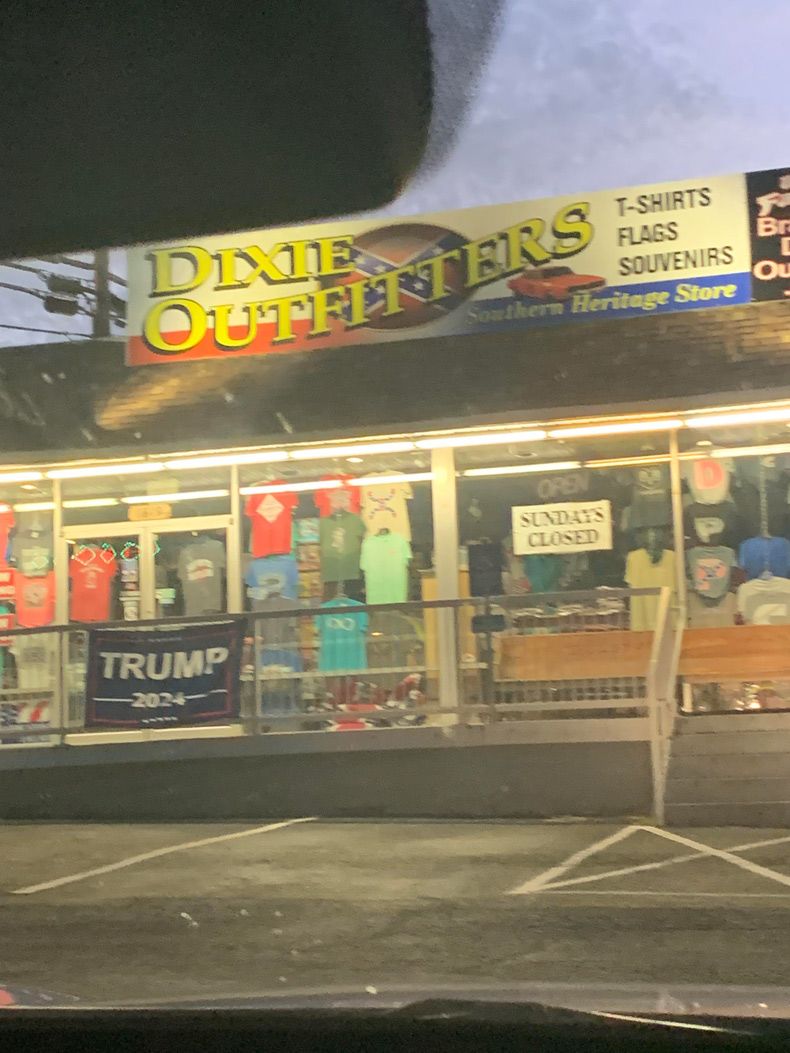 DIXIE
OUTFITTERS
T-SHIRTS
FLAGS
SOUVENIRS
Southern Heritage Store
OPEN
SUNDAYS
CLOSED
TRUMP
2024